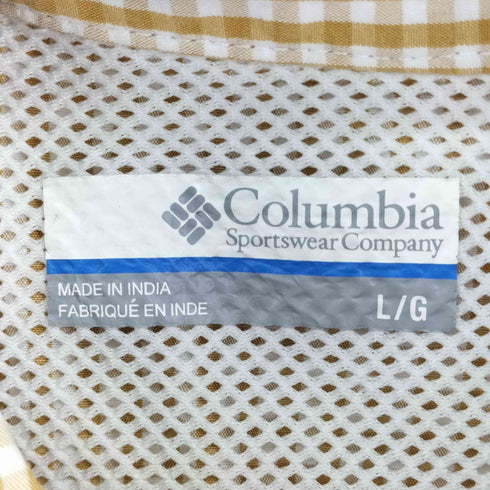 Columbia
Sportswear Company
MADE IN INDIA
FABRIQUÉ EN INDE
L/G